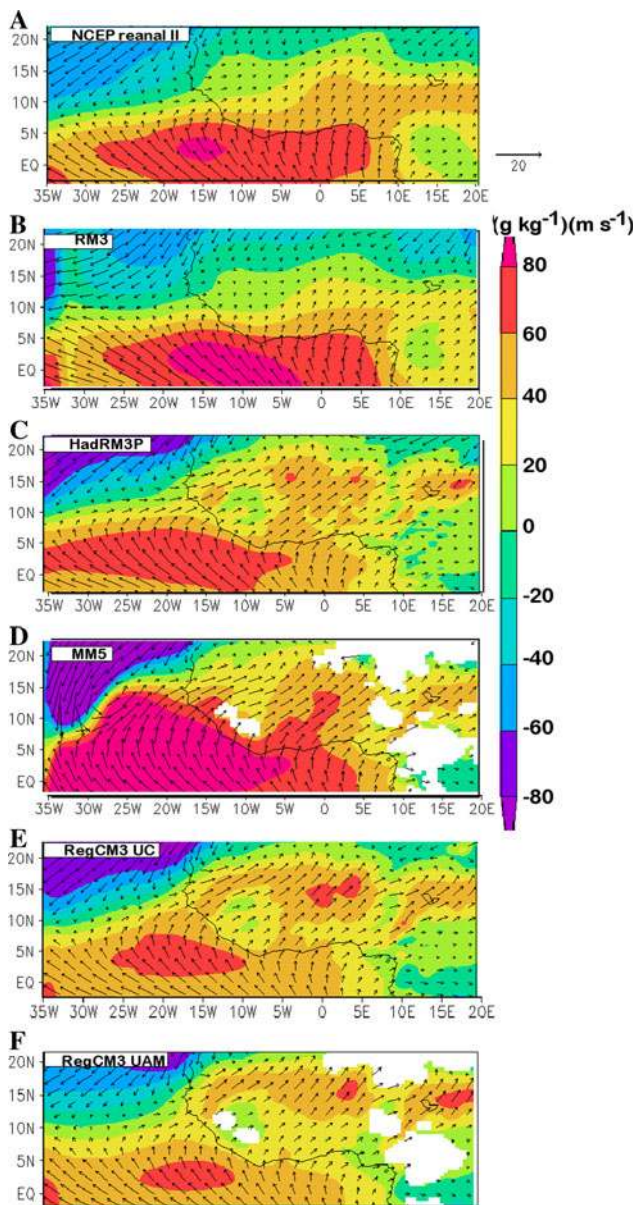 A
NCEP reanal II
20N
15N
10N
5N
EQ
35W 30W 25W 20W 15W 10W 5W 0 5E 10E 15E 20E
20
B
RM3
20N
15N
10N
5N
EQ
35W 30W 25W 20W 15W 10W 5W 0 5E 10E 15E 20E
(g kg-1)(m s-1)
80
60
40
20
0
-20
-40
-60
-80
C
HadRM3P
20N
15N
10N
5N
EQ
35W 30W 25W 20W 15W 10W 5W 0 5E 10E 15E 20E
D
MM5
20N
15N
10N
5N
EQ
35W 30W 25W 20W 15W 10W 5W 0 5E 10E 15E 20E
E
RegCM3 UC
20N
15N
10N
5N
EQ
35W 30W 25W 20W 15W 10W 5W 0 5E 10E 15E 20E
F
RegCM3 UAM
20N
15N
10N
5N
EQ